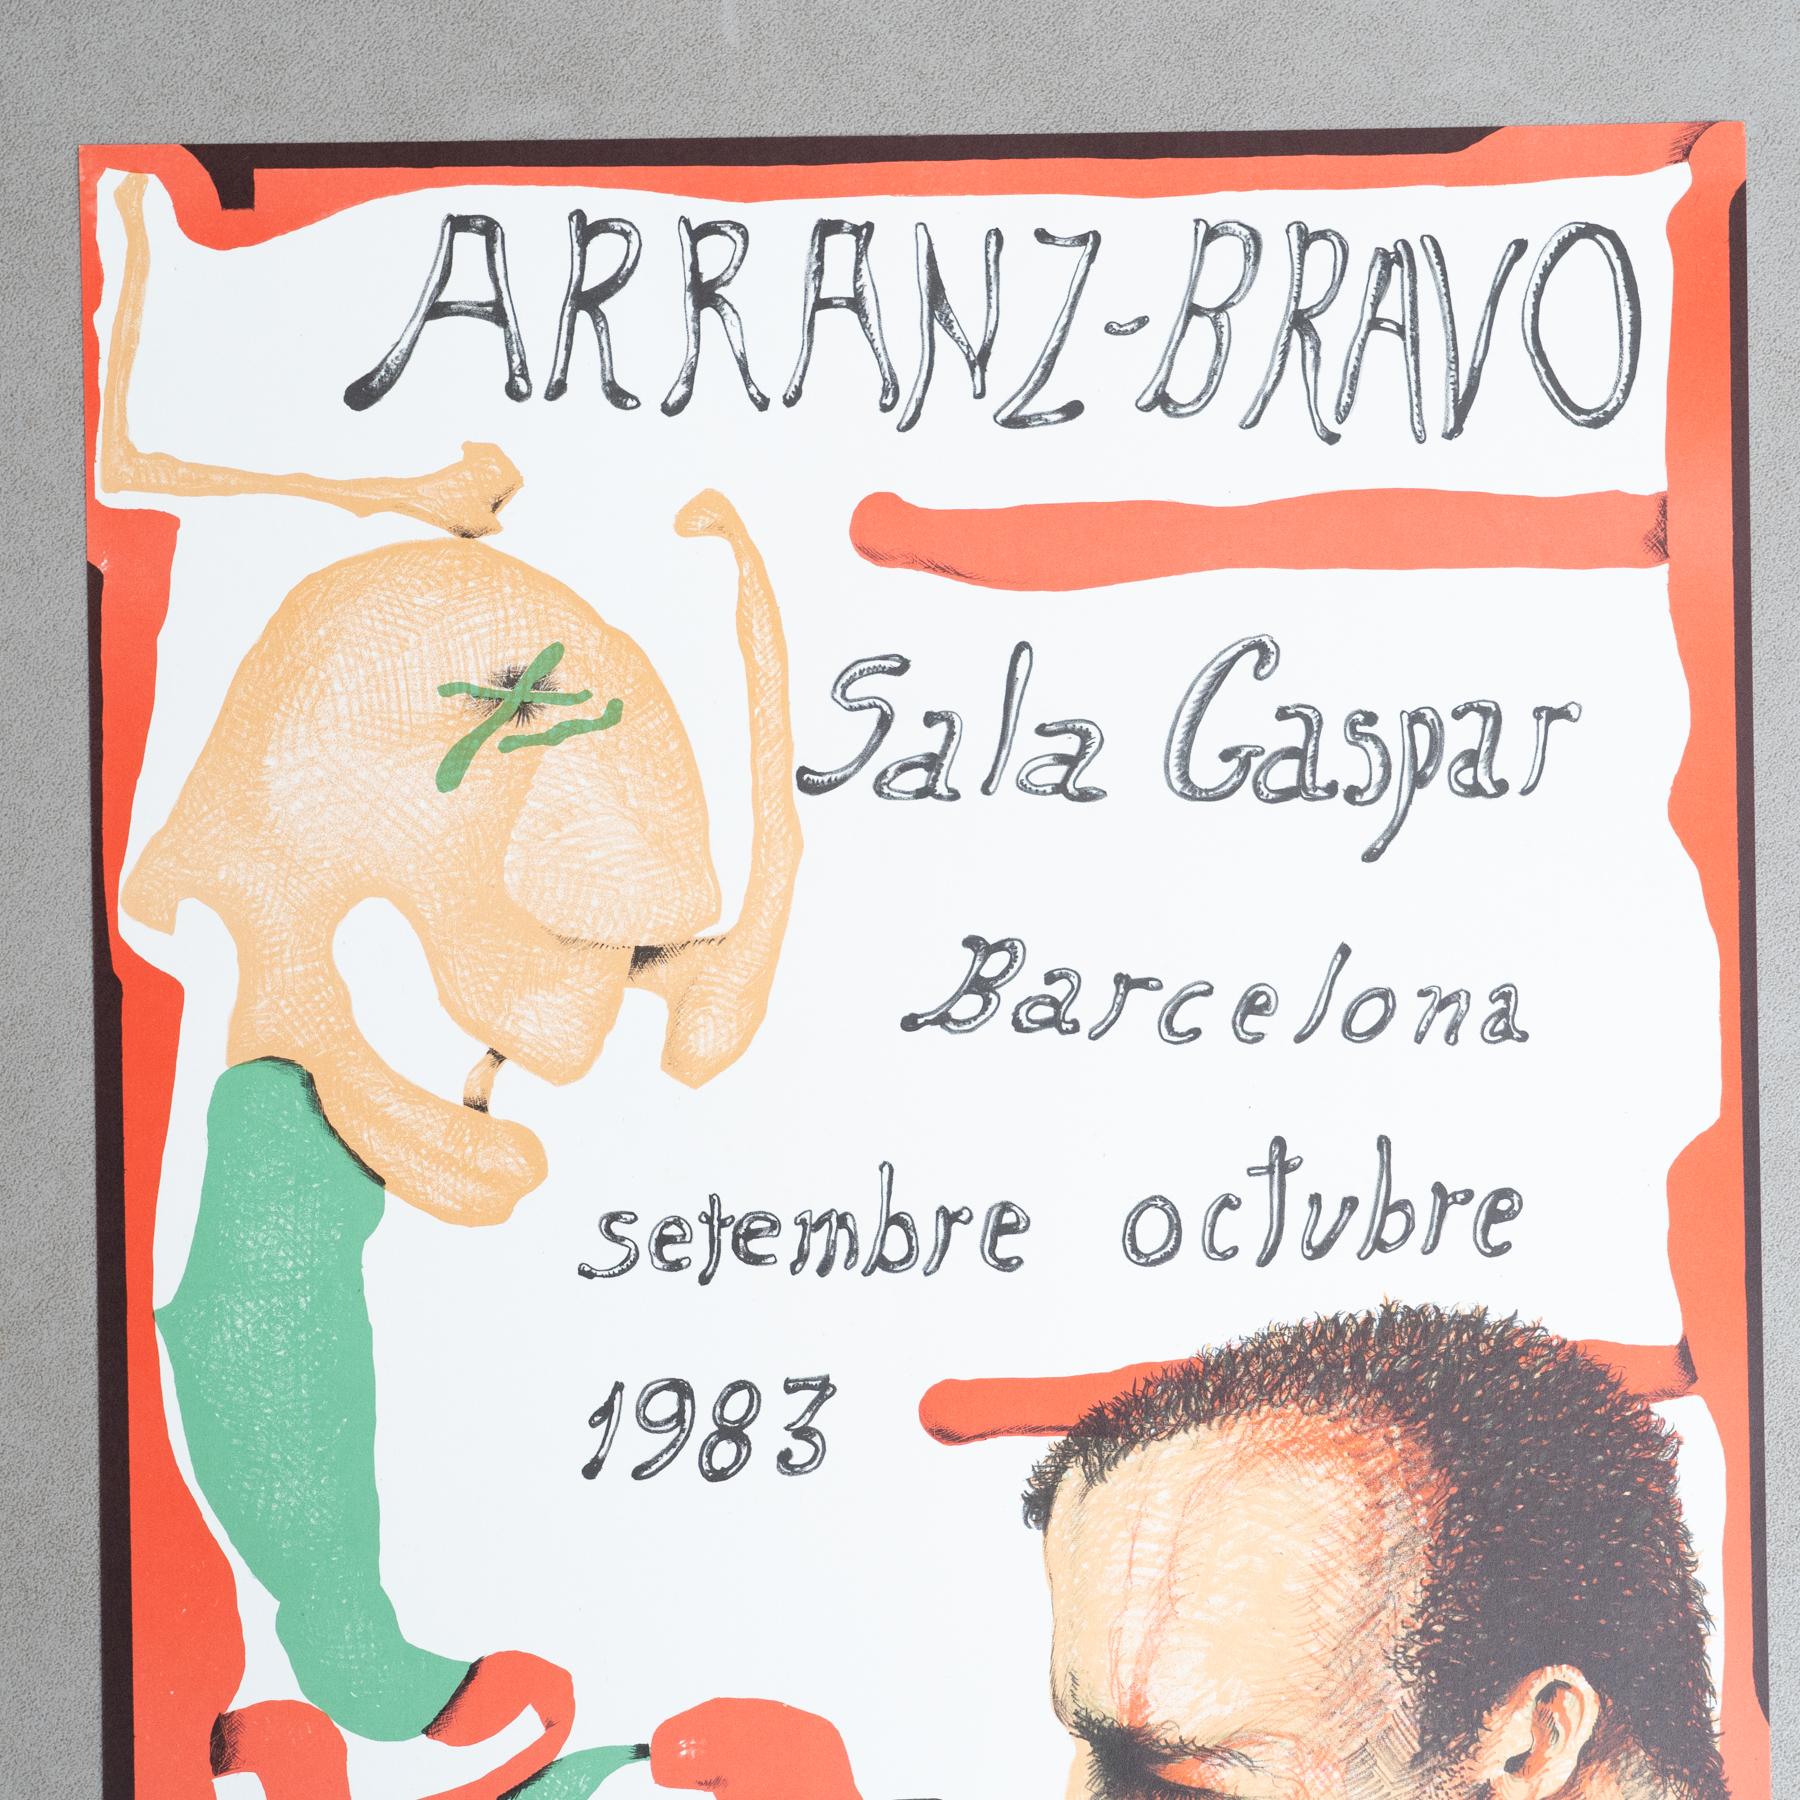 ARRANZ-BRAVO
Sala Gaspar
Barcelona
setembre octubre
1983